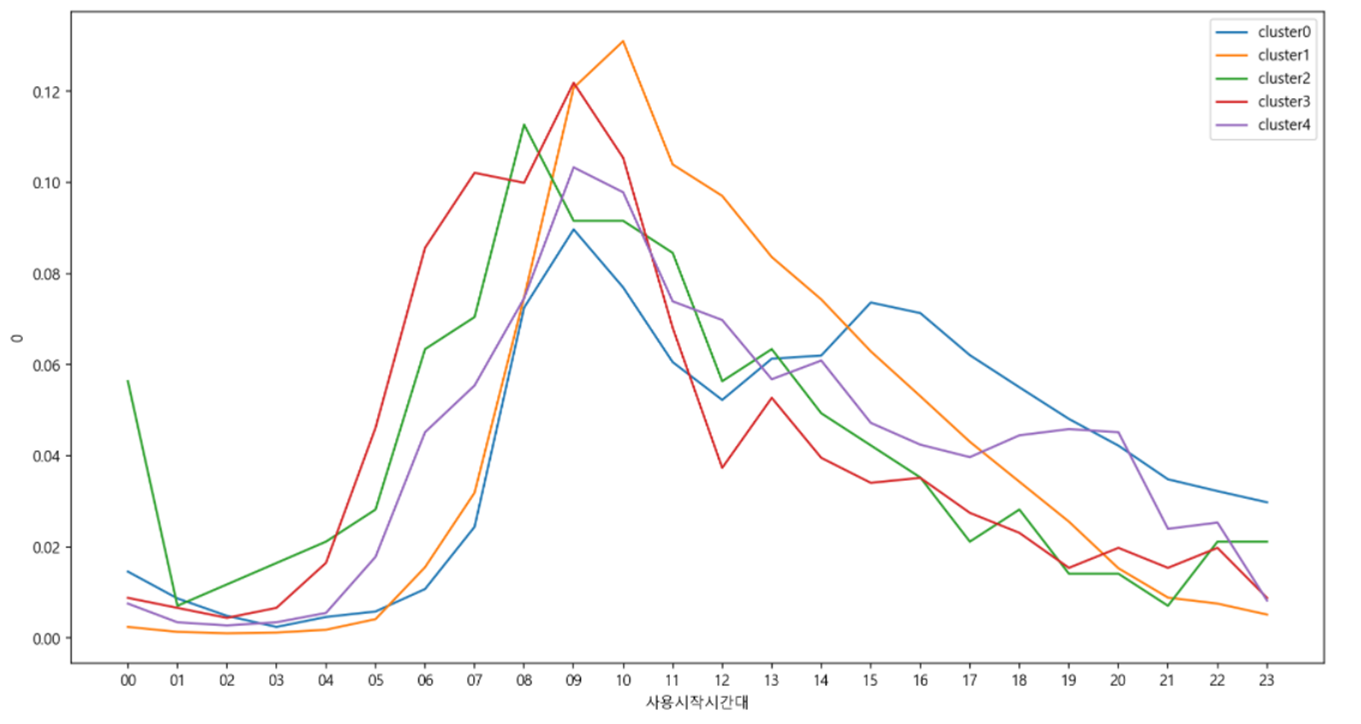 cluster0
cluster1
cluster2
cluster3
cluster4
0.12
0.10
0.08
0.06
0.04
0.02
0.00
0
00 01 02 03 04 05 06 07 08 09 10 11 12 13 14 15 16 17 18 19 20 21 22 23
사용시작시간대